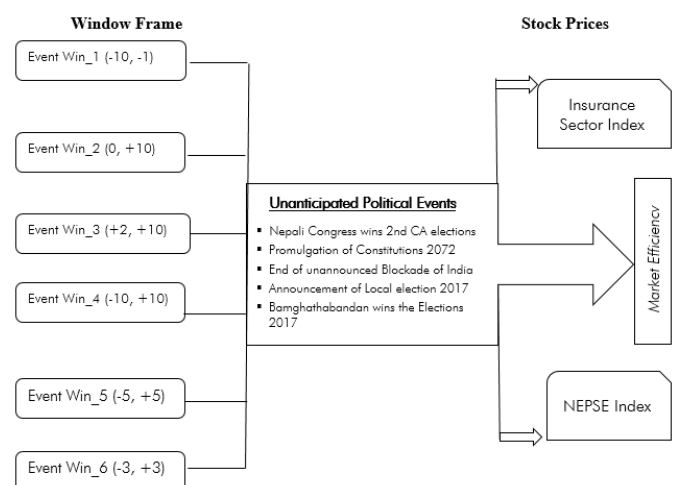 Window Frame
Stock Prices
Event Win_1 (-10, -1)
Event Win_2 (0, +10)
Event Win_3 (+2, +10)
Event Win_4 (-10, +10)
Event Win_5 (-5, +5)
Event Win_6 (-3, +3)
Unanticipated Political Events
▪ Nepali Congress wins 2nd CA elections
▪ Promulgation of Constitutions 2072
▪ End of unannounced Blockade of India
▪ Announcement of Local election 2017
▪ Bamghathabandan wins the Elections
2017
Insurance
Sector Index
Market Efficiency
NEPSE Index